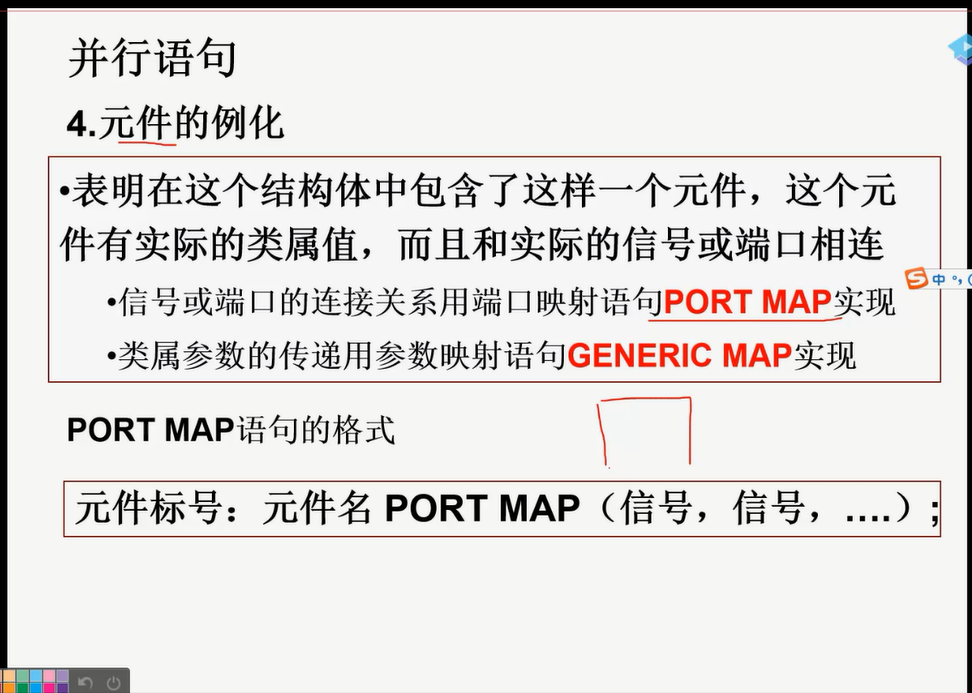 并行语句
4.元件的例化
•表明在这个结构体中包含了这样一个元件，这个元
件有实际的类属值，而且和实际的信号或端口相连
•信号或端口的连接关系用端口映射语句PORT MAP实现
•类属参数的传递用参数映射语句GENERIC MAP实现
PORT MAP语句的格式
元件标号：元件名 PORT MAP（信号，信号，….）;
S 中 °,